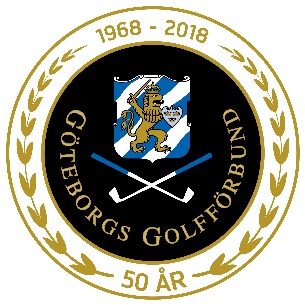 1968 - 2018
GÖTEBORGS GOLFFÖRBUND
50 ÅR